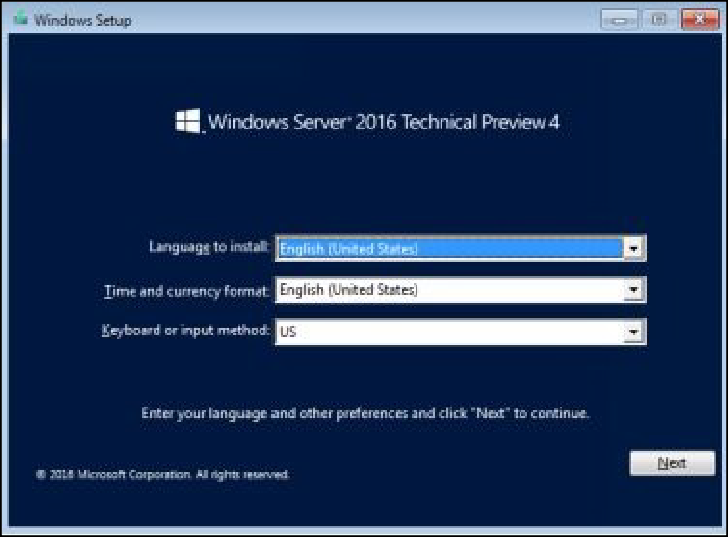 Windows Setup
Windows Server® 2016 Technical Preview 4
Language to install: English (United States)
Time and currency format: English (United States)
Keyboard or input method: US
Enter your language and other preferences and click "Next" to continue.
© 2016 Microsoft Corporation. All rights reserved.
Next